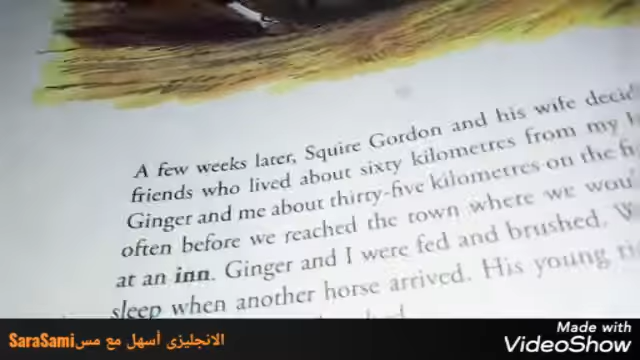 A few weeks later, Squire Gordon and his wife
friends who lived about sixty kilometres from my
Ginger and me about thirty-five kilometres on the
often before we reached the town where we
at an inn. Ginger and I were fed and brushed.
sleep when another horse arrived. His young
الانجليزى أسهل مع مس SaraSami
Made with
VideoShow